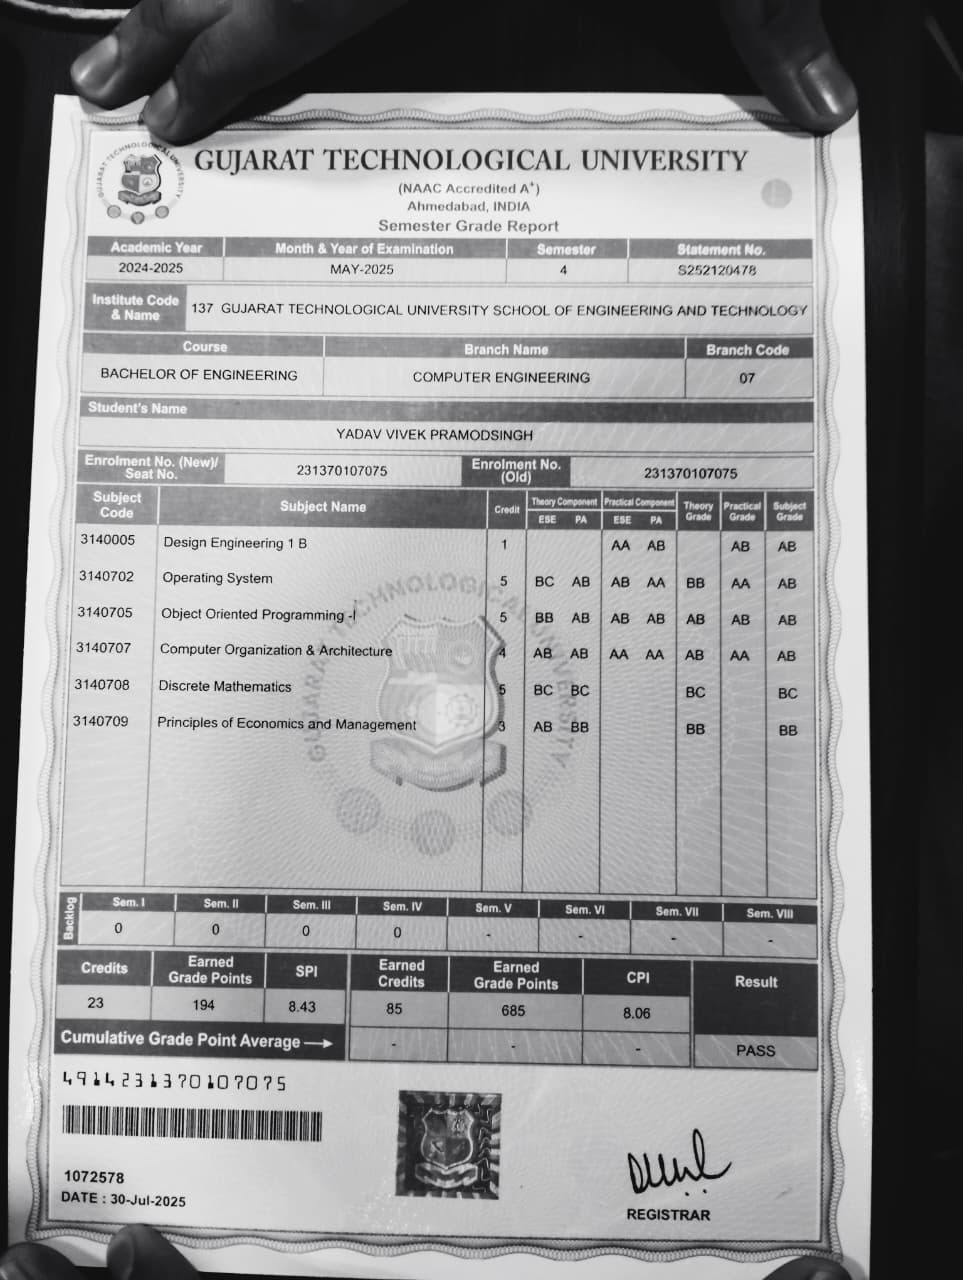 GUJARAT TECHNOLOGICAL UNIVERSITY
(NAAC Accredited A+)
Ahmedabad, INDIA
Semester Grade Report
Academic Year Month & Year of Examination Semester Statement No.
2024-2025 MAY-2025 4 S252120478
Institute Code & Name 137 GUJARAT TECHNOLOGICAL UNIVERSITY SCHOOL OF ENGINEERING AND TECHNOLOGY
Course Branch Name Branch Code
BACHELOR OF ENGINEERING COMPUTER ENGINEERING 07
Student's Name
YADAV VIVEK PRAMODSINGH
Enrolment No. (New)/ Seat No. 231370107075 Enrolment No. (Old) 231370107075
Subject Code Subject Name Credit Theory Component Practical Component Theory Grade Practical Grade Subject Grade
ESE PA ESE PA
3140005 Design Engineering 1 B 1 AA AB AB AB
3140702 Operating System 5 BC AB AB AA BB AA AB
3140705 Object Oriented Programming -I 5 BB AB AB AB AB AB AB
3140707 Computer Organization & Architecture 4 AB AB AA AA AB AA AB
3140708 Discrete Mathematics 5 BC BC BC BC
3140709 Principles of Economics and Management 3 AB BB BB BB
GUJARAT TECHNOLOGICAL UNIVERSITY
Backlog Sem. I Sem. II Sem. III Sem. IV Sem. V Sem. VI Sem. VII Sem. VIII
0 0 0 0 - - - -
Credits Earned Grade Points SPI Earned Credits Earned Grade Points CPI Result
23 194 8.43 85 685 8.06
Cumulative Grade Point Average - - - PASS
4914231370107075
1072578
DATE : 30-Jul-2025
REGISTRAR